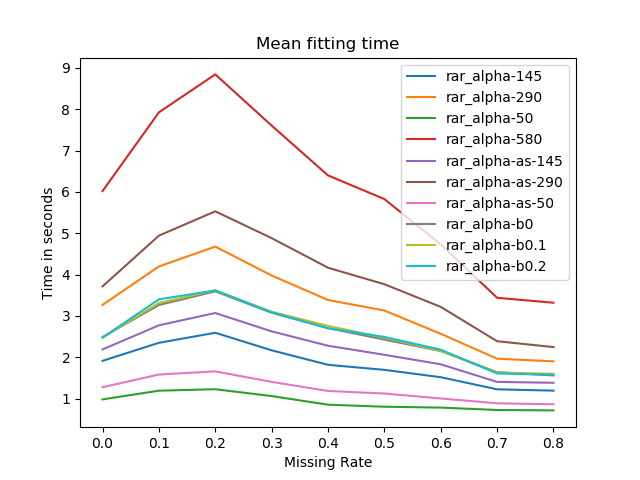 Mean fitting time
Time in seconds
9
8
7
6
5
4
3
2
1
rar_alpha-145
rar_alpha-290
rar_alpha-50
rar_alpha-580
rar_alpha-as-145
rar_alpha-as-290
rar_alpha-as-50
rar_alpha-b0
rar_alpha-b0.1
rar_alpha-b0.2
0.0 0.1 0.2 0.3 0.4 0.5 0.6 0.7 0.8
Missing Rate